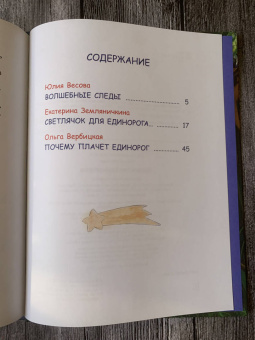 СОДЕРЖАНИЕ
Юлия Весова
ВОЛШЕБНЫЕ СЛЕДЫ ........................ 5
Екатерина Земляничкина
СВЕТЛЯЧОК ДЛЯ ЕДИНОРОГА... ........... 17
Ольга Вербицкая
ПОЧЕМУ ПЛАЧЕТ ЕДИНОРОГ ........... 45